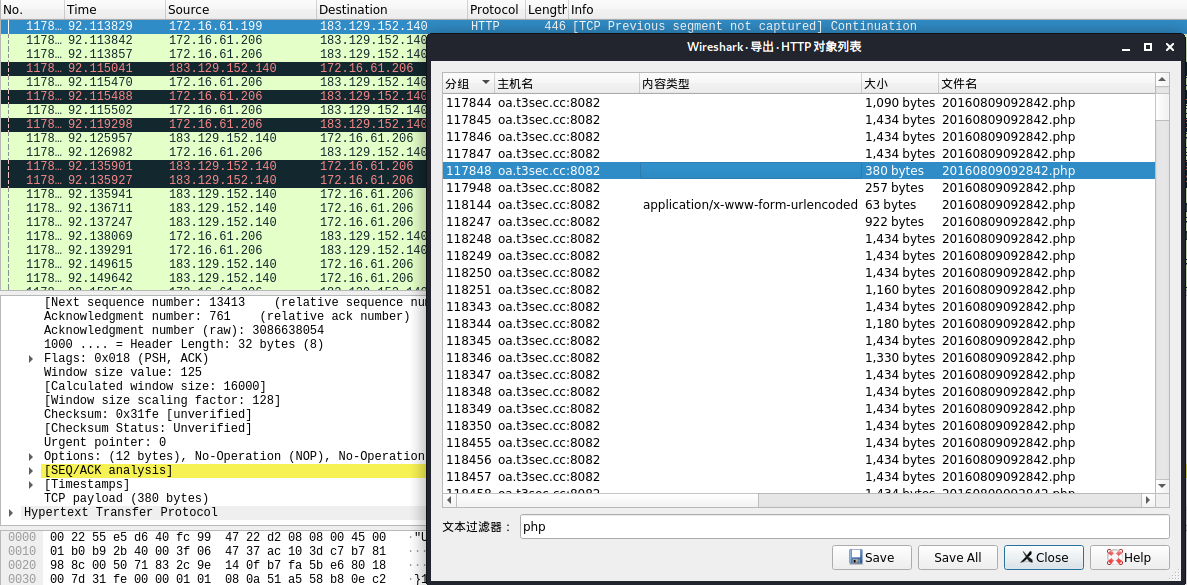 No. Time Source Destination Protocol Length Info
1178… 92.113829 172.16.61.199 183.129.152.140 HTTP 446 [TCP Previous segment not captured] Continuation
1178… 92.113842 172.16.61.206 183.129.152.140
1178… 92.113857 172.16.61.206 183.129.152.140
1178… 92.115041 183.129.152.140 172.16.61.206
1178… 92.115470 172.16.61.206 183.129.152.140
1178… 92.115488 172.16.61.206 183.129.152.140
1178… 92.115502 172.16.61.206 183.129.152.140
1178… 92.119298 172.16.61.206 183.129.152.140
1178… 92.125957 183.129.152.140 172.16.61.206
1178… 92.126982 172.16.61.206 183.129.152.140
1178… 92.135901 183.129.152.140 172.16.61.206
1178… 92.135927 183.129.152.140 172.16.61.206
1178… 92.135941 183.129.152.140 172.16.61.206
1178… 92.136711 183.129.152.140 172.16.61.206
1178… 92.137247 183.129.152.140 172.16.61.206
1178… 92.138069 172.16.61.206 183.129.152.140
1178… 92.139291 172.16.61.206 183.129.152.140
1178… 92.149615 183.129.152.140 172.16.61.206
1178… 92.149642 183.129.152.140 172.16.61.206
[Next sequence number: 13413 (relative sequence nu
Acknowledgment number: 761 (relative ack number)
Acknowledgment number (raw): 3086638054
1000 .... = Header Length: 32 bytes (8)
Flags: 0x018 (PSH, ACK)
Window size value: 125
[Calculated window size: 16000]
[Window size scaling factor: 128]
Checksum: 0x31fe [unverified]
[Checksum Status: Unverified]
Urgent pointer: 0
Options: (12 bytes), No-Operation (NOP), No-Operation
[SEQ/ACK analysis]
[Timestamps]
TCP payload (380 bytes)
Hypertext Transfer Protocol
0000 00 22 55 e5 d6 40 fc 99 47 22 d2 08 08 00 45 00 ·"U
0010 01 b0 b9 2b 40 00 3f 06 47 37 ac 10 3d c7 b7 81
0020 98 8c 00 50 71 83 2c 9e 14 0f b7 fa 5b e6 80 18
0030 00 7d 31 fe 00 00 01 01 08 0a 51 a5 58 b8 0e c2 ·}1
Wireshark · 导出 · HTTP 对象列表
分组 主机名 内容类型 大小 文件名
117844 oa.t3sec.cc:8082 1,090 bytes 20160809092842.php
117845 oa.t3sec.cc:8082 1,434 bytes 20160809092842.php
117846 oa.t3sec.cc:8082 1,434 bytes 20160809092842.php
117847 oa.t3sec.cc:8082 1,434 bytes 20160809092842.php
117848 oa.t3sec.cc:8082 380 bytes 20160809092842.php
117948 oa.t3sec.cc:8082 257 bytes 20160809092842.php
118144 oa.t3sec.cc:8082 application/x-www-form-urlencoded 63 bytes 20160809092842.php
118247 oa.t3sec.cc:8082 922 bytes 20160809092842.php
118248 oa.t3sec.cc:8082 1,434 bytes 20160809092842.php
118249 oa.t3sec.cc:8082 1,434 bytes 20160809092842.php
118250 oa.t3sec.cc:8082 1,434 bytes 20160809092842.php
118251 oa.t3sec.cc:8082 1,160 bytes 20160809092842.php
118343 oa.t3sec.cc:8082 1,434 bytes 20160809092842.php
118344 oa.t3sec.cc:8082 1,180 bytes 20160809092842.php
118345 oa.t3sec.cc:8082 1,434 bytes 20160809092842.php
118346 oa.t3sec.cc:8082 1,330 bytes 20160809092842.php
118347 oa.t3sec.cc:8082 1,434 bytes 20160809092842.php
118348 oa.t3sec.cc:8082 1,434 bytes 20160809092842.php
118349 oa.t3sec.cc:8082 1,434 bytes 20160809092842.php
118350 oa.t3sec.cc:8082 1,434 bytes 20160809092842.php
118455 oa.t3sec.cc:8082 1,434 bytes 20160809092842.php
118456 oa.t3sec.cc:8082 1,434 bytes 20160809092842.php
118457 oa.t3sec.cc:8082 1,434 bytes 20160809092842.php
118458 oa.t3sec.cc:8082 1,434 bytes 20160809092842.php
文本过滤器： php
Save Save All Close Help